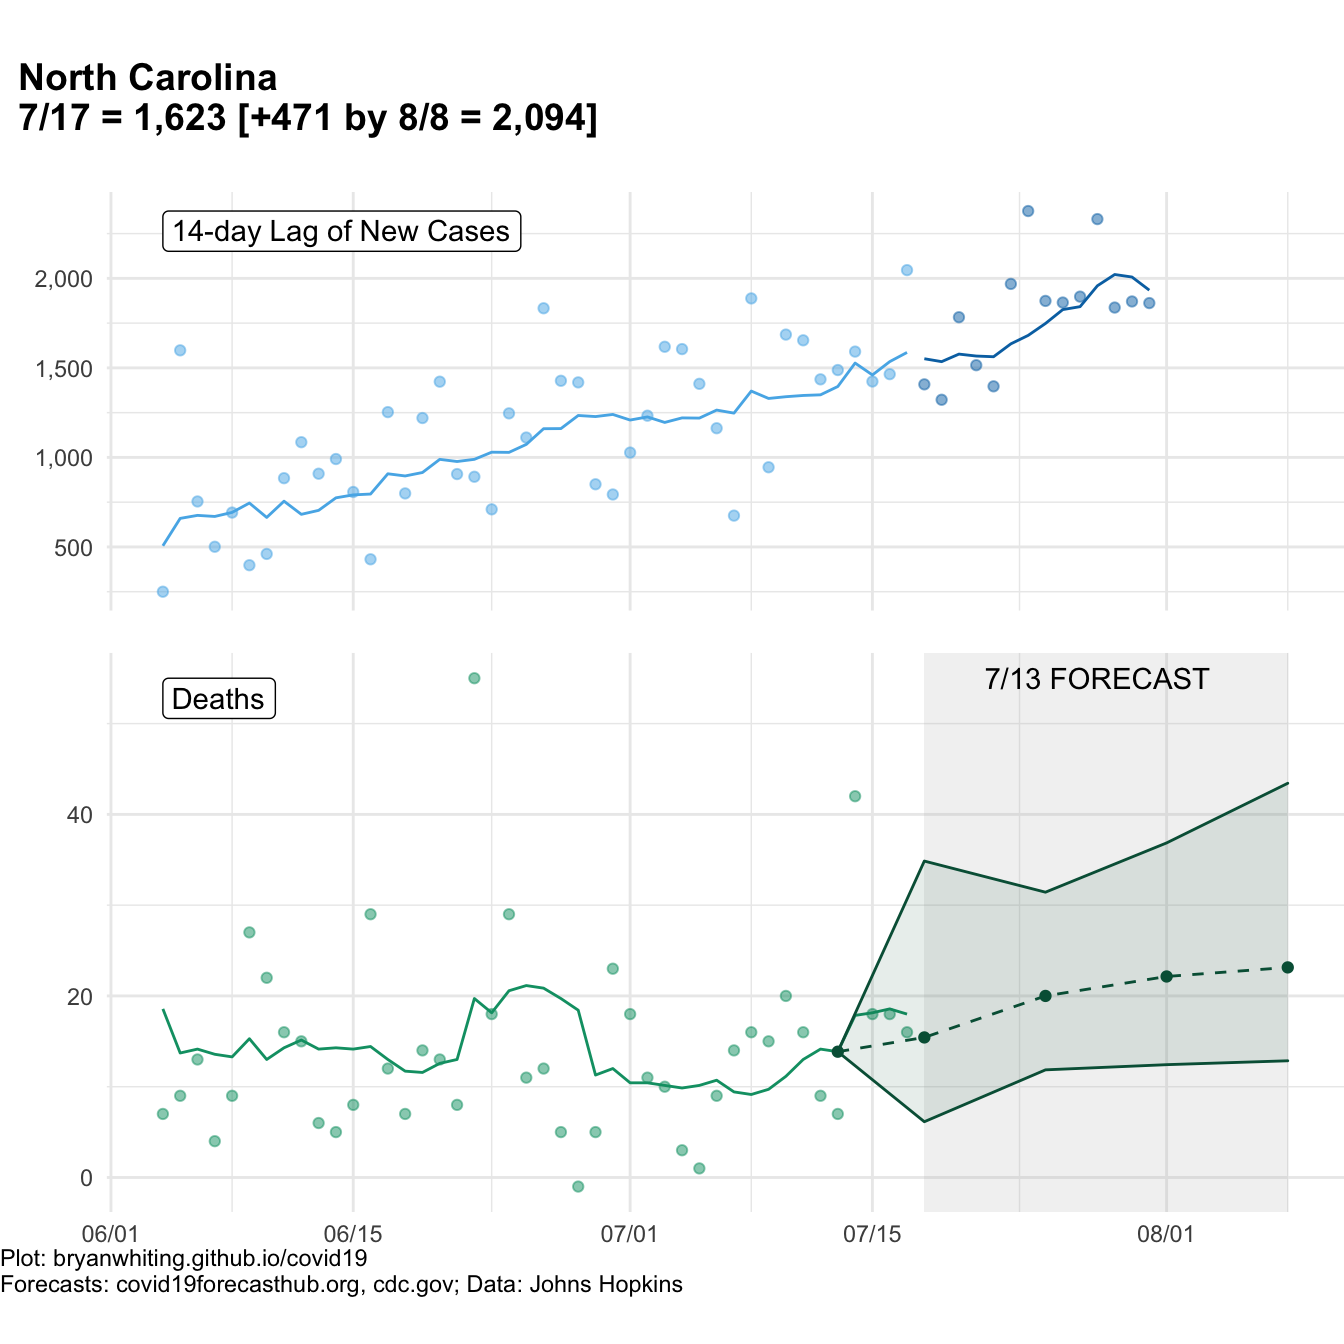 North Carolina
7/17 = 1,623 [+471 by 8/8 = 2,094]
14-day Lag of New Cases
2,000
1,500
1,000
500
Deaths
7/13 FORECAST
40
20
0
06/01 06/15 07/01 07/15 08/01
Plot: bryanwhiting.github.io/covid19
Forecasts: covid19forecasthub.org, cdc.gov; Data: Johns Hopkins